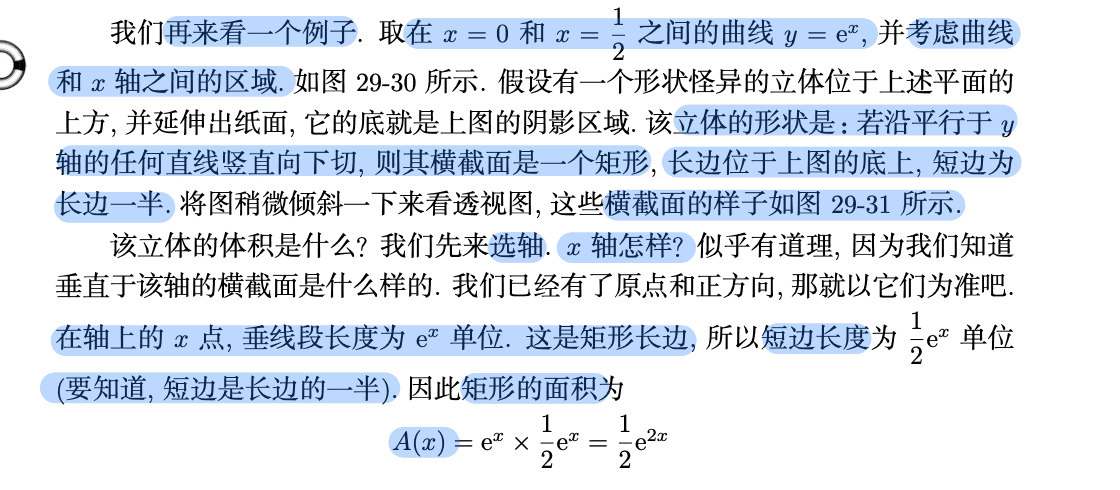 我们再来看一个例子. 取在 x = 0 和 x = 1/2 之间的曲线 y = eˣ, 并考虑曲线
和 x 轴之间的区域. 如图 29-30 所示. 假设有一个形状怪异的立体位于上述平面的
上方, 并延伸出纸面, 它的底就是上图的阴影区域. 该立体的形状是: 若沿平行于 y
轴的任何直线竖直向下切, 则其横截面是一个矩形, 长边位于上图的底上, 短边为
长边一半. 将图稍微倾斜一下来看透视图, 这些横截面的样子如图 29-31 所示.
该立体的体积是什么? 我们先来选轴. x 轴怎样? 似乎有道理, 因为我们知道
垂直于该轴的横截面是什么样的. 我们已经有了原点和正方向, 那就以它们为准吧.
在轴上的 x 点, 垂线段长度为 eˣ 单位. 这是矩形长边, 所以短边长度为 1/2 eˣ 单位
(要知道, 短边是长边的一半). 因此矩形的面积为
A(x) = eˣ × 1/2 eˣ = 1/2 e²ˣ